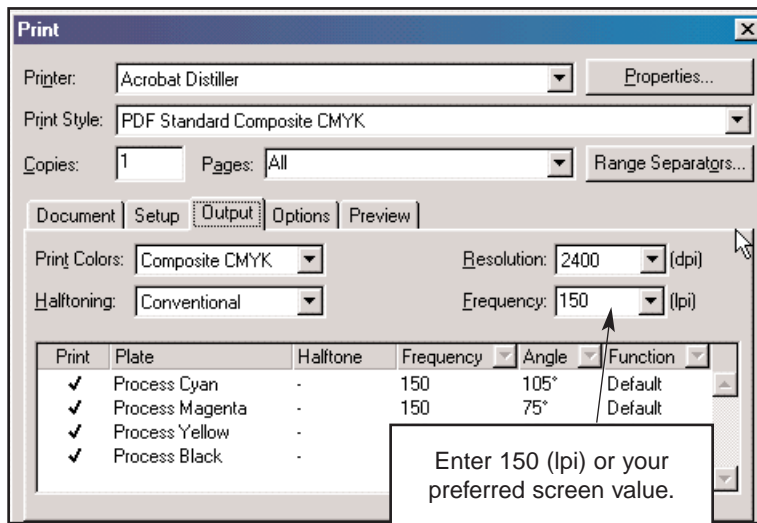 Print
Printer: Acrobat Distiller Properties...
Print Style: PDF Standard Composite CMYK
Copies: 1 Pages: All Range Separators...
Document Setup Output Options Preview
Print Colors: Composite CMYK Resolution: 2400 (dpi)
Halftoning: Conventional Frequency: 150 (lpi)
Print Plate Halftone Frequency Angle Function
✓ Process Cyan - 150 105° Default
✓ Process Magenta - 150 75° Default
✓ Process Yellow -
✓ Process Black -
Enter 150 (lpi) or your
preferred screen value.